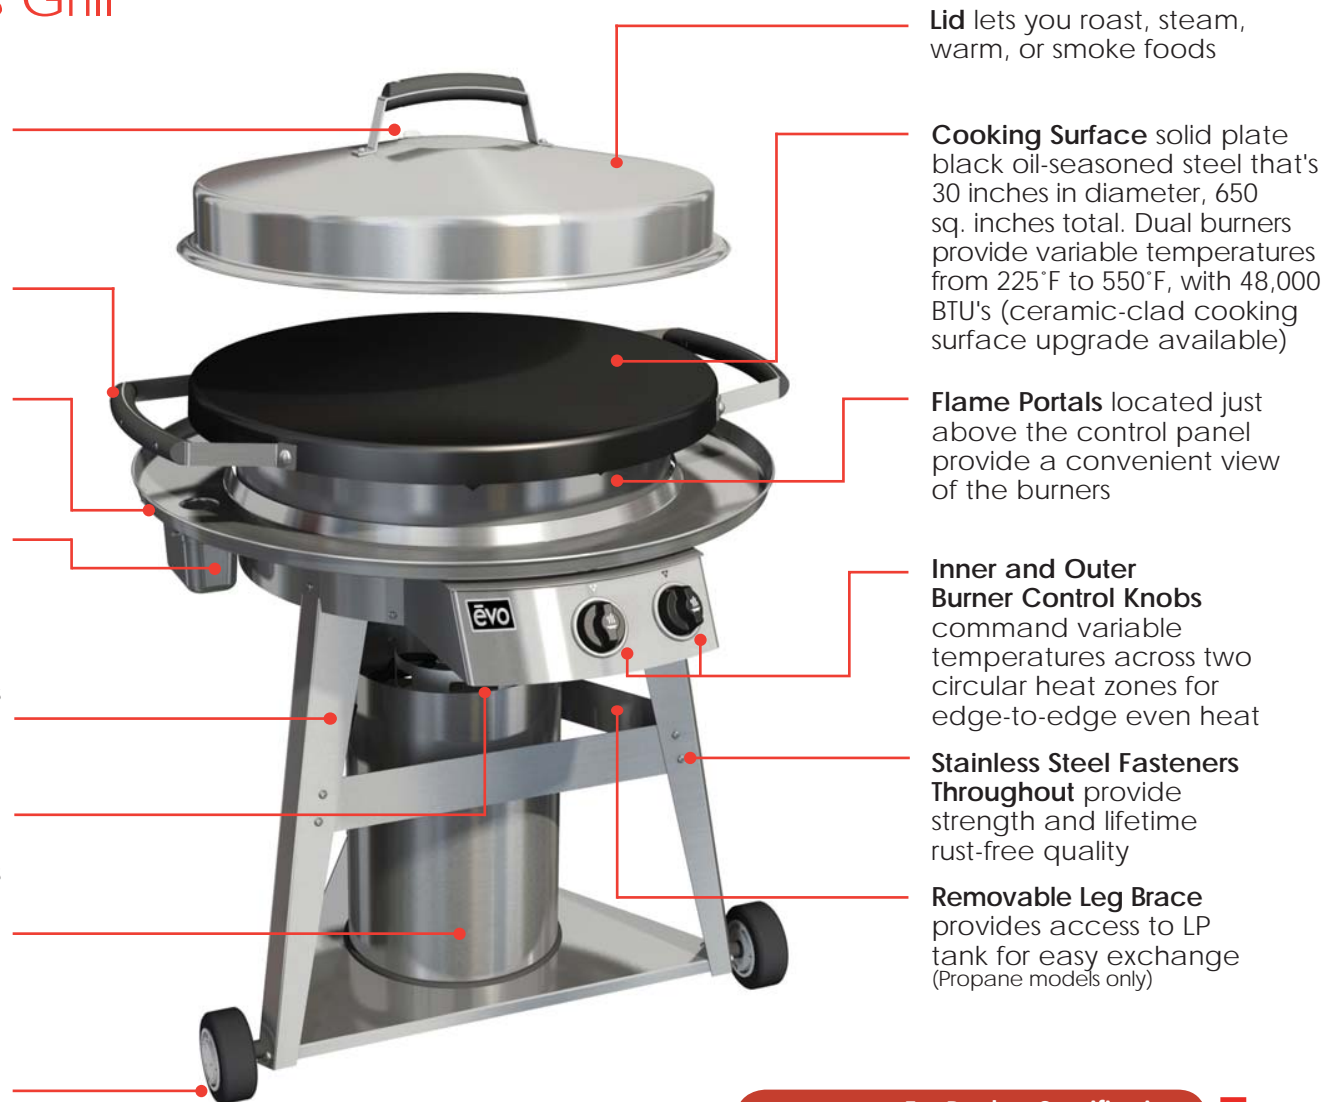 s Grill
Lid lets you roast, steam,
warm, or smoke foods
Cooking Surface solid plate
black oil-seasoned steel that's
30 inches in diameter, 650
sq. inches total. Dual burners
provide variable temperatures
from 225˚F to 550˚F, with 48,000
BTU's (ceramic-clad cooking
surface upgrade available)
Flame Portals located just
above the control panel
provide a convenient view
of the burners
ēvo
Inner and Outer
Burner Control Knobs
command variable
temperatures across two
circular heat zones for
edge-to-edge even heat
Stainless Steel Fasteners
Throughout provide
strength and lifetime
rust-free quality
Removable Leg Brace
provides access to LP
tank for easy exchange
(Propane models only)